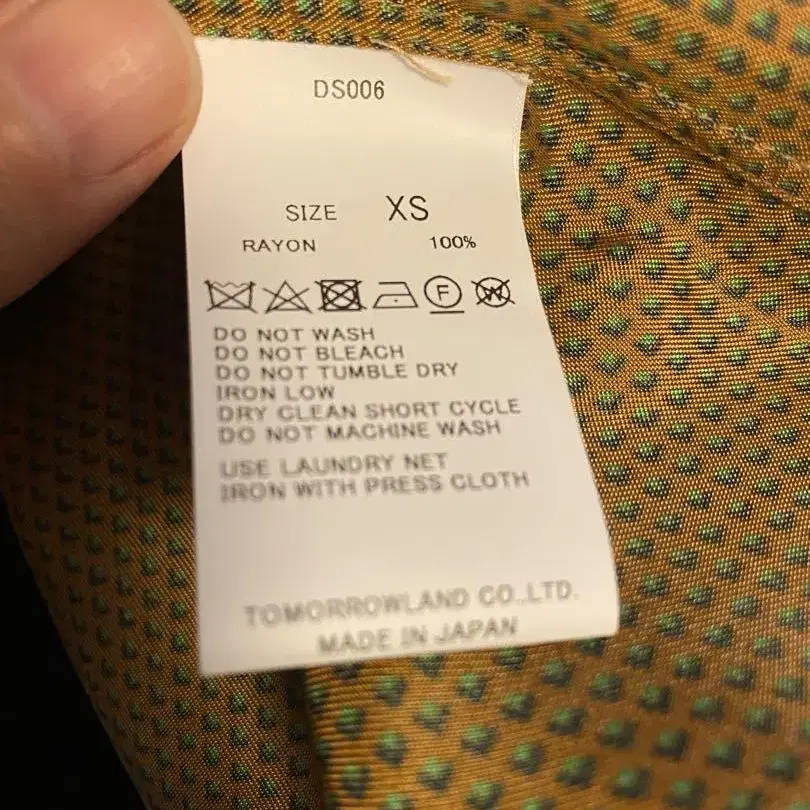 DS006
SIZE XS
RAYON 100%
F W
DO NOT WASH
DO NOT BLEACH
DO NOT TUMBLE DRY
IRON LOW
DRY CLEAN SHORT CYCLE
DO NOT MACHINE WASH
USE LAUNDRY NET
IRON WITH PRESS CLOTH
TOMORROWLAND CO.,LTD.
MADE IN JAPAN